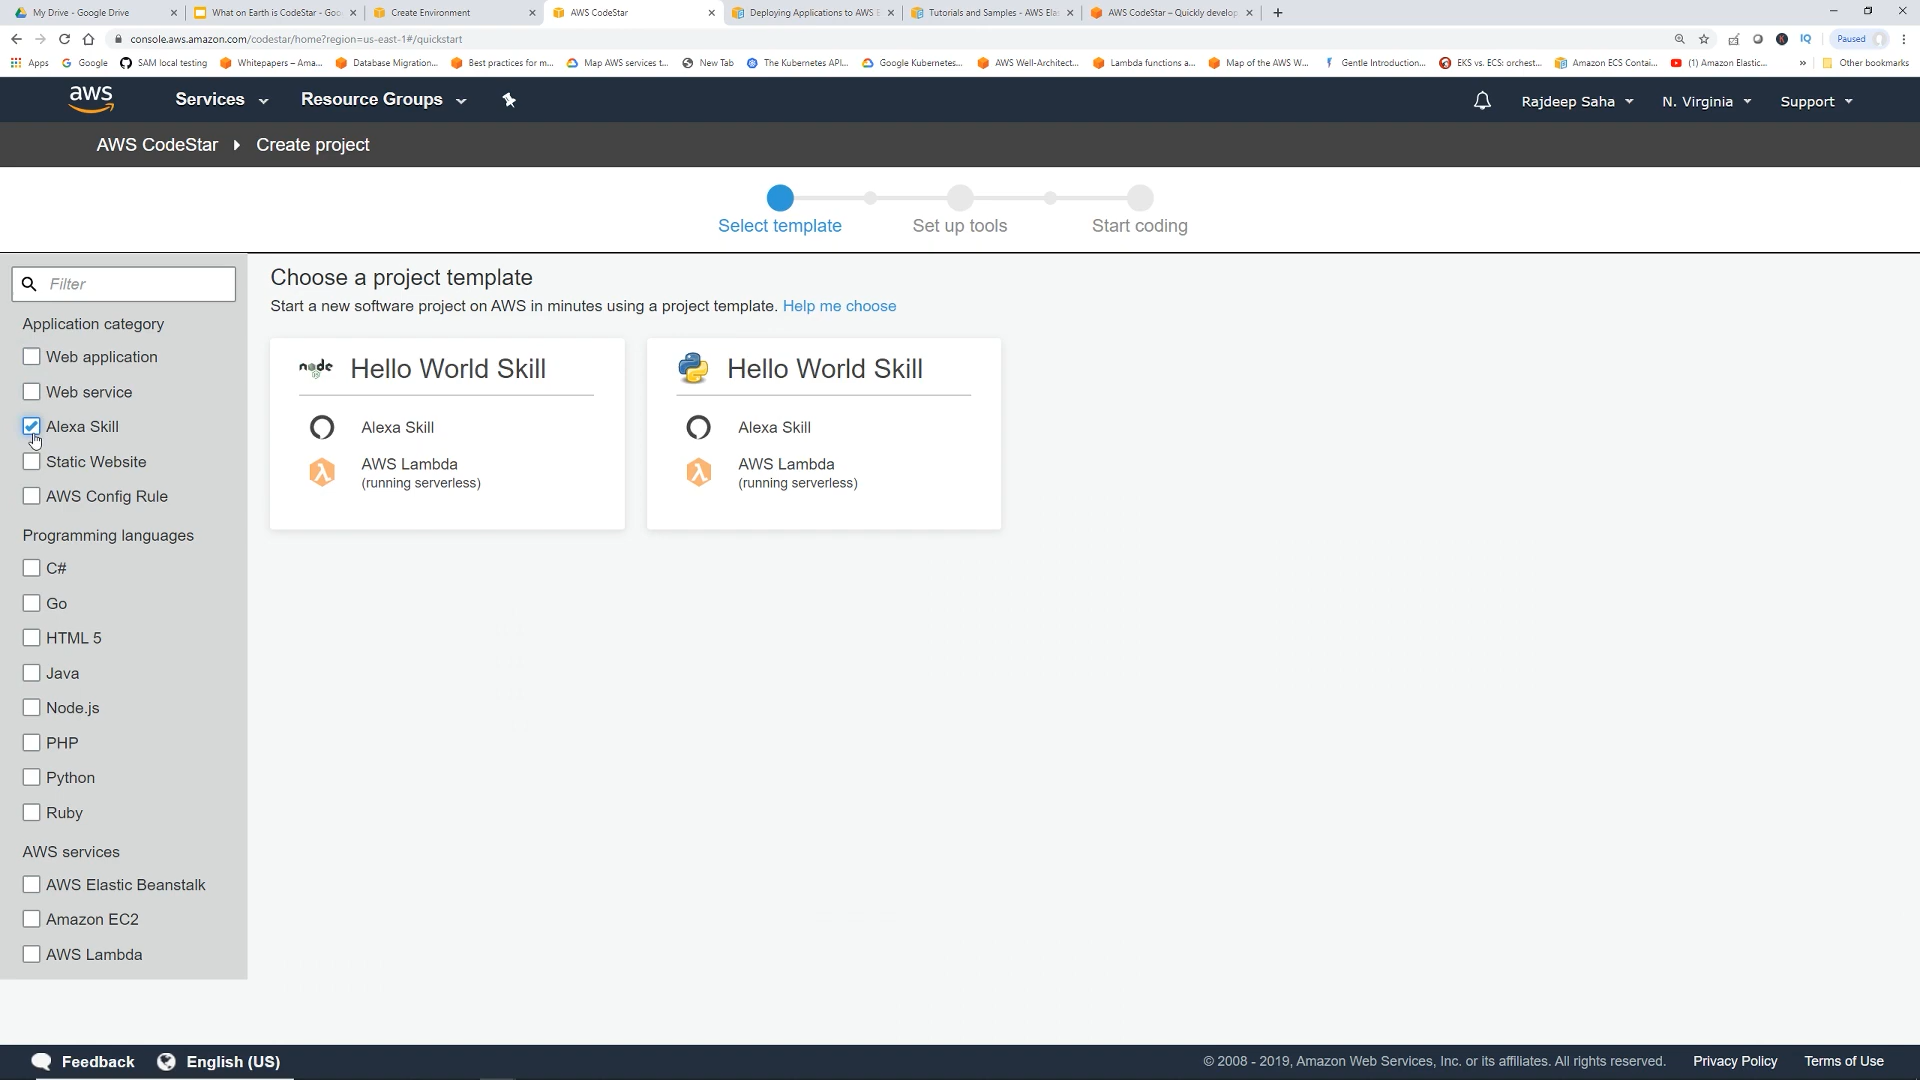 My Drive - Google Drive
What on Earth is CodeStar - Goo
Create Environment
AWS CodeStar
Deploying Applications to AWS E
Tutorials and Samples - AWS Ela
AWS CodeStar – Quickly develop
console.aws.amazon.com/codestar/home?region=us-east-1#/quickstart
Paused
Apps
Google
SAM local testing
Whitepapers – Ama...
Database Migration...
Best practices for m...
Map AWS services t...
New Tab
The Kubernetes API...
Google Kubernetes...
AWS Well-Architect...
Lambda functions a...
Map of the AWS W...
Gentle Introduction...
EKS vs. ECS: orchest...
Amazon ECS Contai...
(1) Amazon Elastic...
»
Other bookmarks
aws
Services
Resource Groups
Rajdeep Saha
N. Virginia
Support
AWS CodeStar
Create project
Select template
Set up tools
Start coding
Filter
Application category
Web application
Web service
Alexa Skill
Static Website
AWS Config Rule
Programming languages
C#
Go
HTML 5
Java
Node.js
PHP
Python
Ruby
AWS services
AWS Elastic Beanstalk
Amazon EC2
AWS Lambda
Choose a project template
Start a new software project on AWS in minutes using a project template. Help me choose
node
Hello World Skill
Alexa Skill
AWS Lambda
(running serverless)
Hello World Skill
Alexa Skill
AWS Lambda
(running serverless)
Feedback
English (US)
© 2008 - 2019, Amazon Web Services, Inc. or its affiliates. All rights reserved.
Privacy Policy
Terms of Use